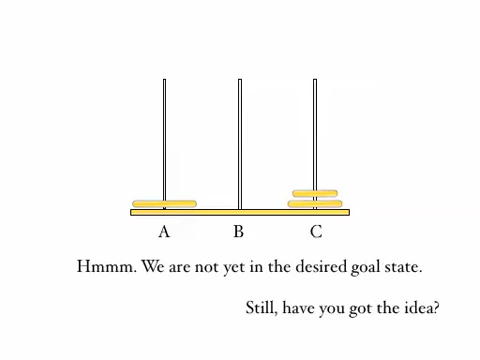 A B C
Hmmm. We are not yet in the desired goal state.
Still, have you got the idea?